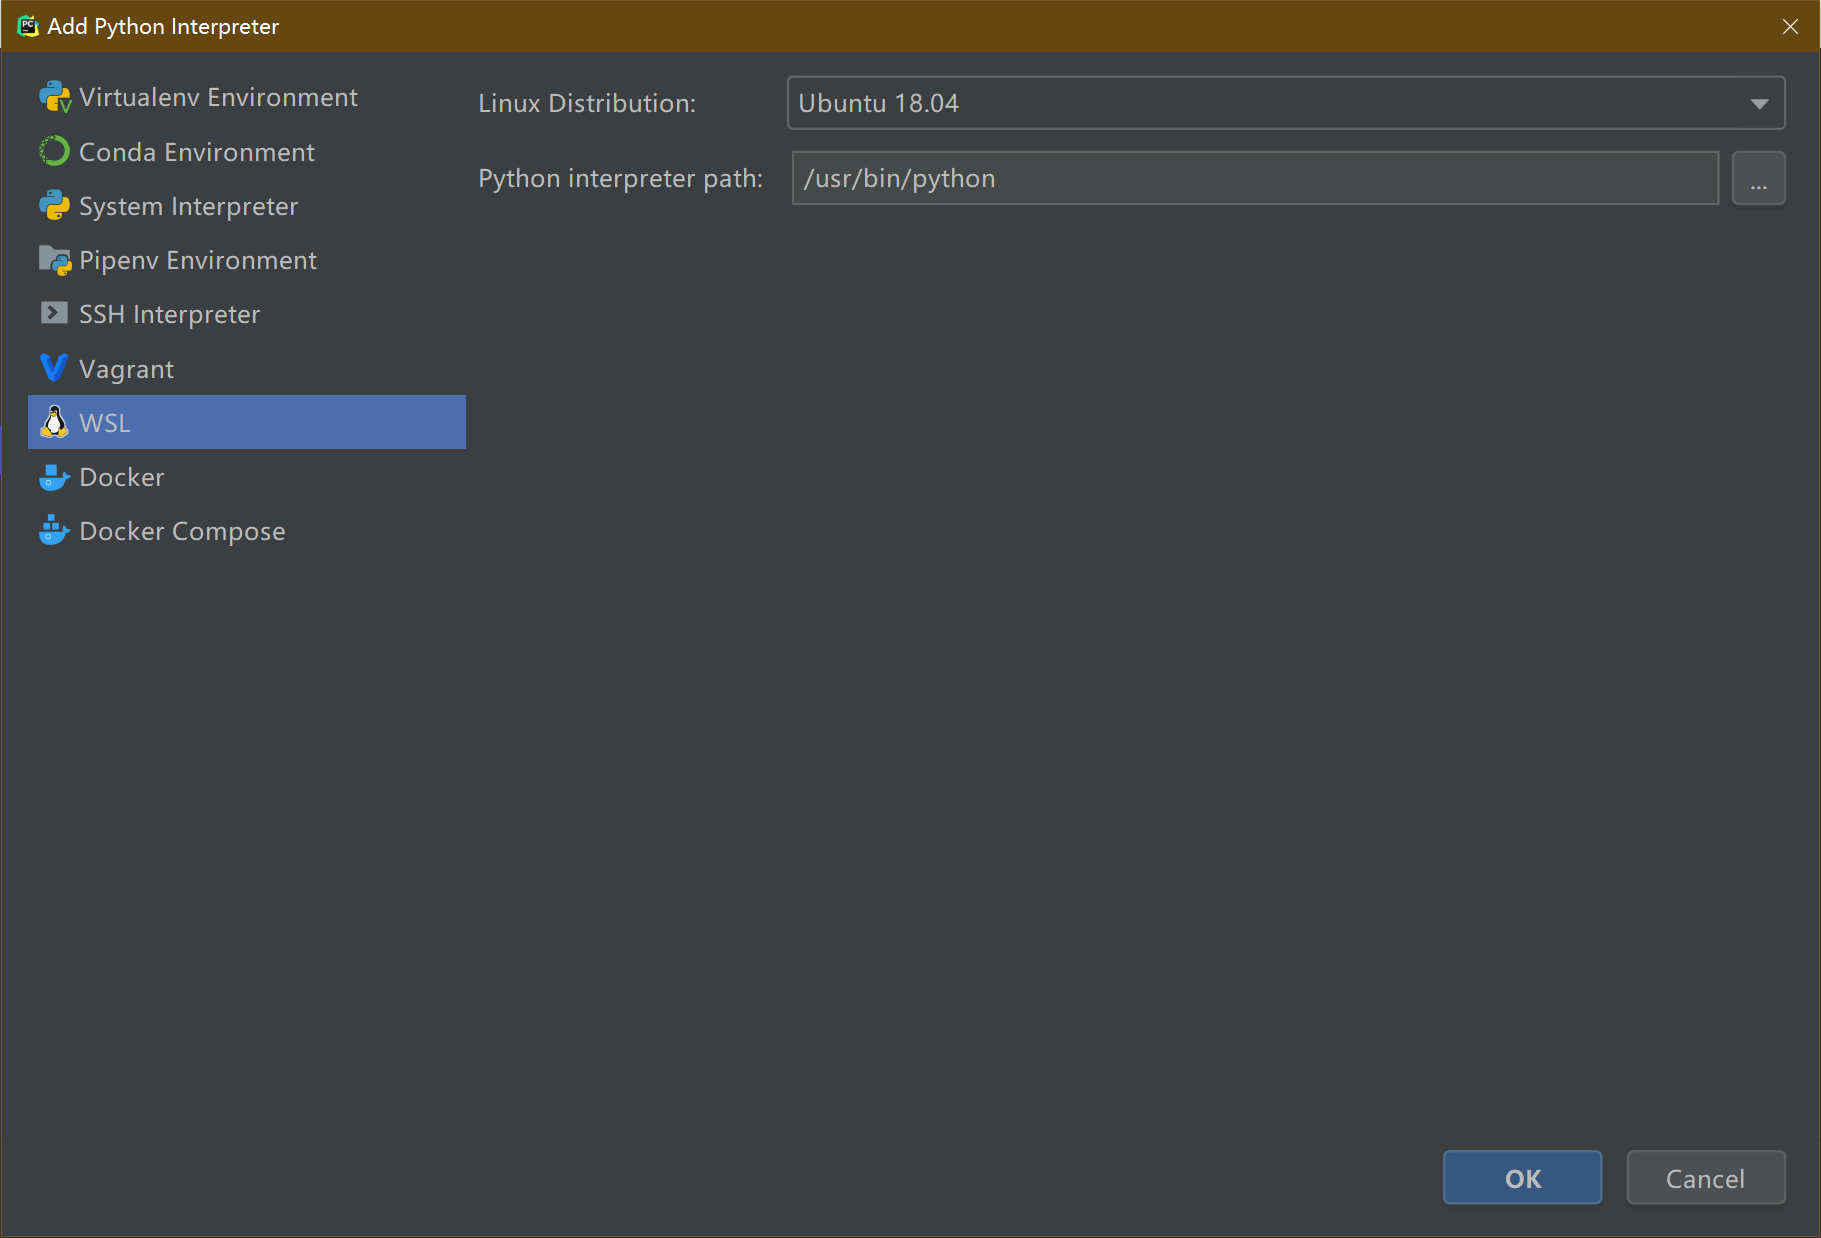 Add Python Interpreter
Virtualenv Environment
Conda Environment
System Interpreter
Pipenv Environment
SSH Interpreter
Vagrant
WSL
Docker
Docker Compose
Linux Distribution: Ubuntu 18.04
Python interpreter path: /usr/bin/python ...
OK Cancel